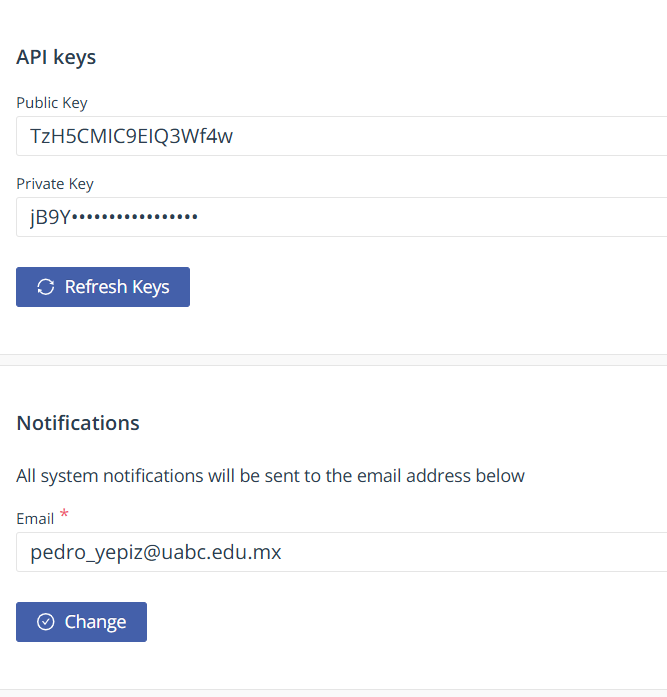 API keys
Public Key
TzH5CMIC9EIQ3Wf4w
Private Key
jB9Y•••••••••••••••••
Refresh Keys
Notifications
All system notifications will be sent to the email address below
Email *
pedro_yepiz@uabc.edu.mx
Change